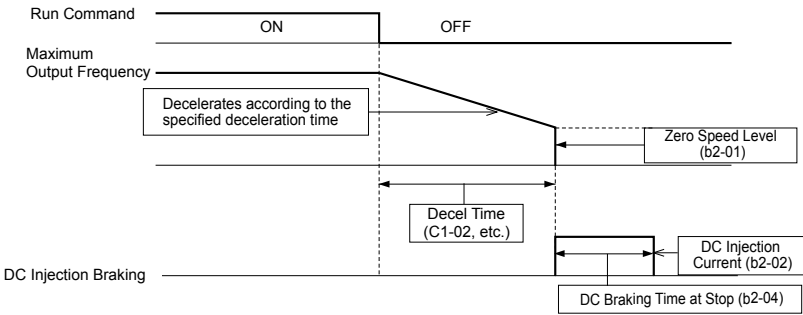 Run Command
ON
OFF
Maximum
Output Frequency
Decelerates according to the
specified deceleration time
Zero Speed Level
(b2-01)
Decel Time
(C1-02, etc.)
DC Injection
Current (b2-02)
DC Injection Braking
DC Braking Time at Stop (b2-04)